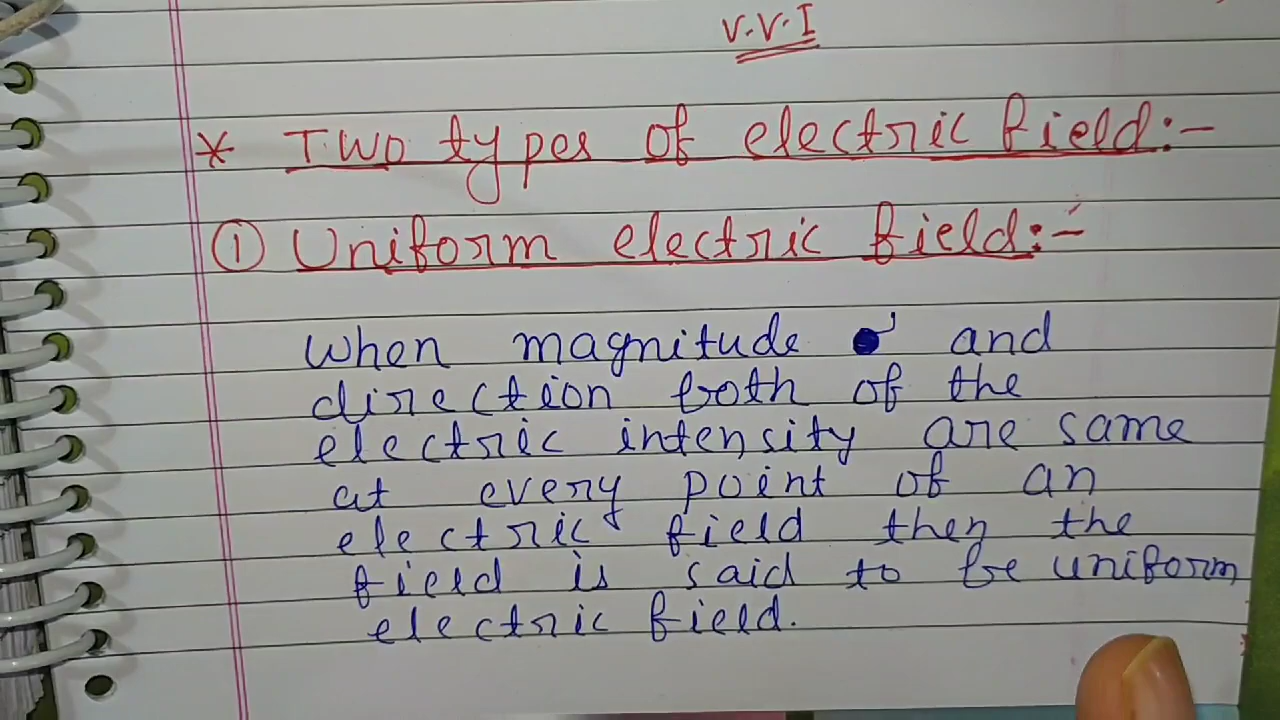 V.V.I
* Two types of electric field:-
① Uniform electric field:-
When magnitude and
direction both of the
electric intensity are same
at every point of an
electric field then the
field is said to be uniform
electric field.